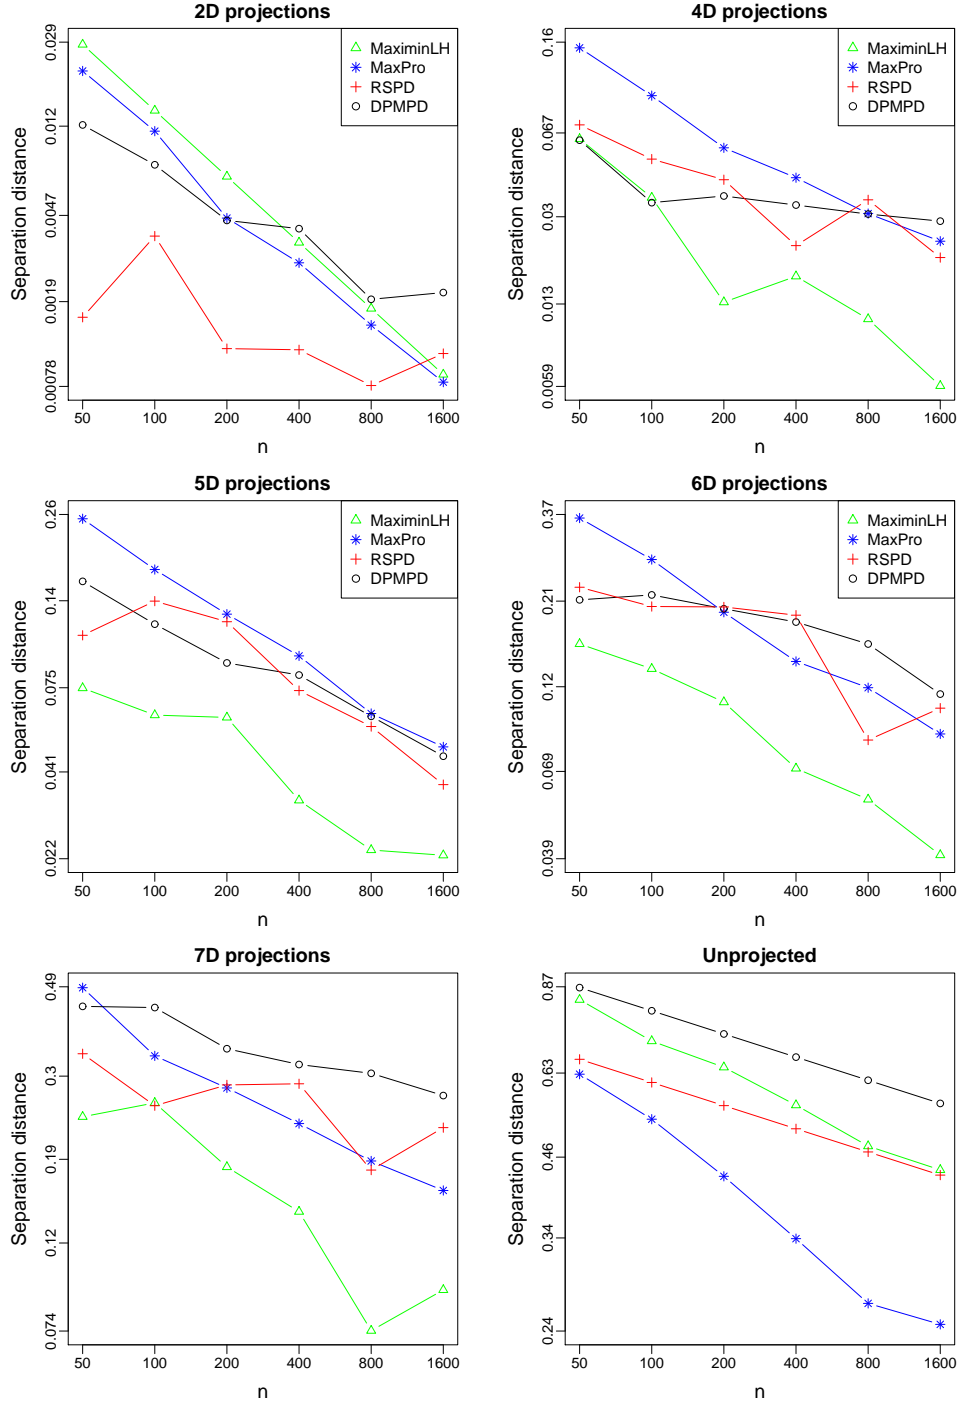 2D projections
MaximinLH
MaxPro
RSPD
DPMPD
Separation distance
0.029
0.012
0.0047
0.0019
0.00078
50 100 200 400 800 1600
n
4D projections
MaximinLH
MaxPro
RSPD
DPMPD
Separation distance
0.16
0.067
0.03
0.013
0.0059
50 100 200 400 800 1600
n
5D projections
MaximinLH
MaxPro
RSPD
DPMPD
Separation distance
0.26
0.14
0.075
0.041
0.022
50 100 200 400 800 1600
n
6D projections
MaximinLH
MaxPro
RSPD
DPMPD
Separation distance
0.37
0.21
0.12
0.069
0.039
50 100 200 400 800 1600
n
7D projections
Separation distance
0.49
0.3
0.19
0.12
0.074
50 100 200 400 800 1600
n
Unprojected
Separation distance
0.87
0.63
0.46
0.34
0.24
50 100 200 400 800 1600
n